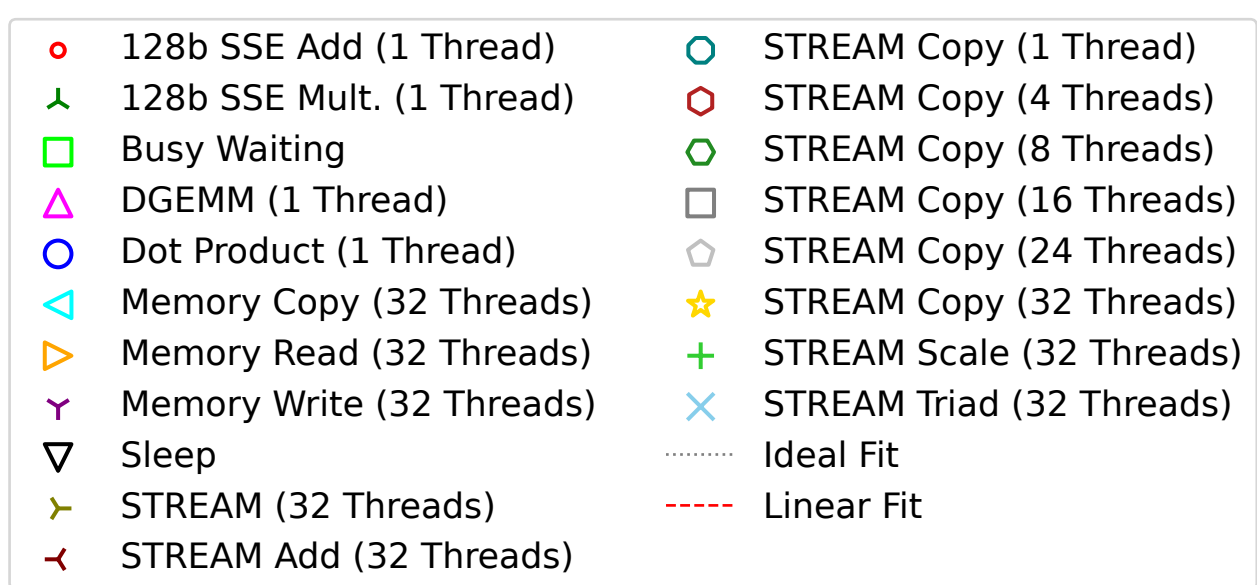 128b SSE Add (1 Thread)
128b SSE Mult. (1 Thread)
Busy Waiting
DGEMM (1 Thread)
Dot Product (1 Thread)
Memory Copy (32 Threads)
Memory Read (32 Threads)
Memory Write (32 Threads)
Sleep
STREAM (32 Threads)
STREAM Add (32 Threads)
STREAM Copy (1 Thread)
STREAM Copy (4 Threads)
STREAM Copy (8 Threads)
STREAM Copy (16 Threads)
STREAM Copy (24 Threads)
STREAM Copy (32 Threads)
STREAM Scale (32 Threads)
STREAM Triad (32 Threads)
Ideal Fit
Linear Fit